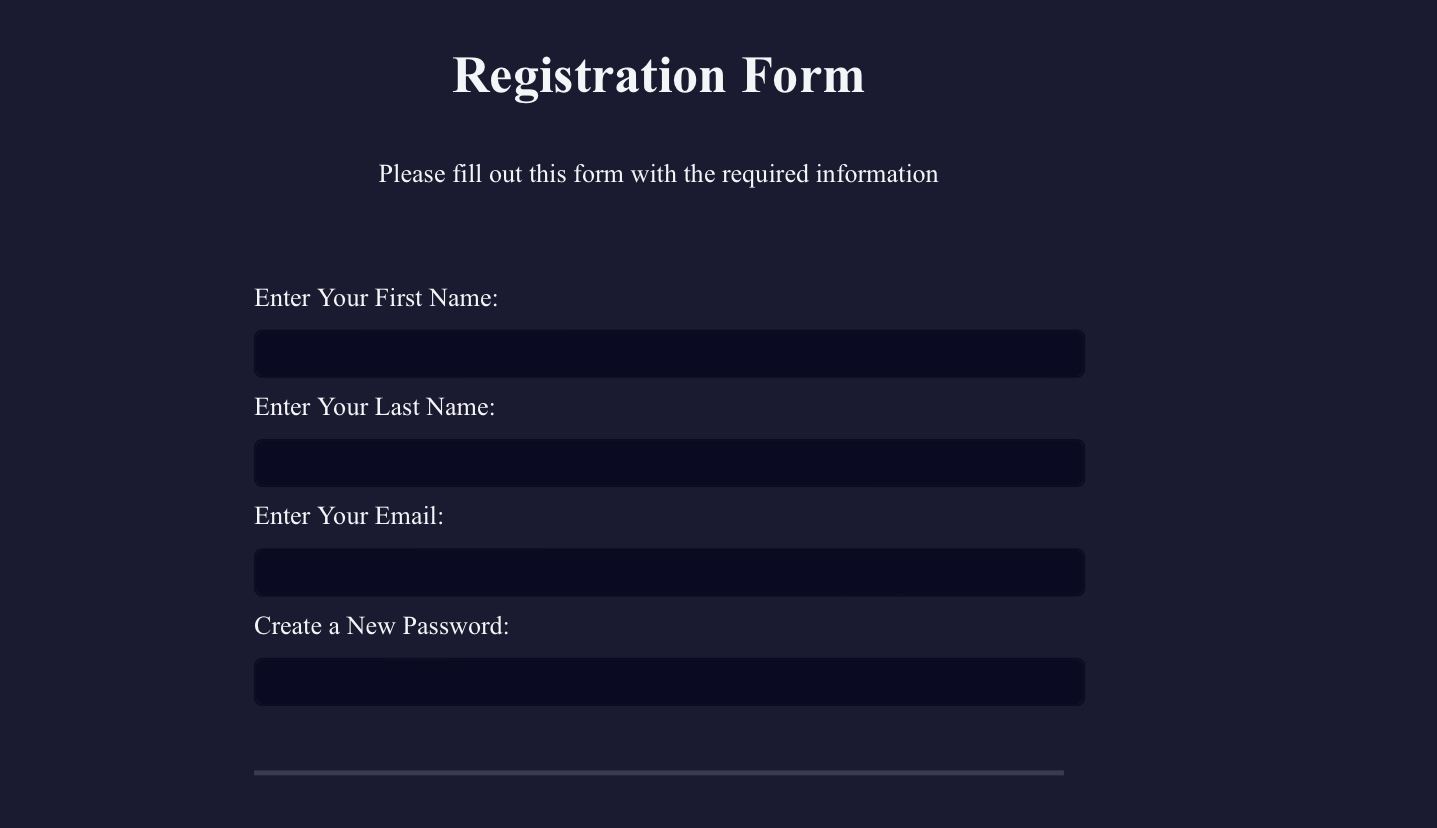 Registration Form
Please fill out this form with the required information
Enter Your First Name:
Enter Your Last Name:
Enter Your Email:
Create a New Password: